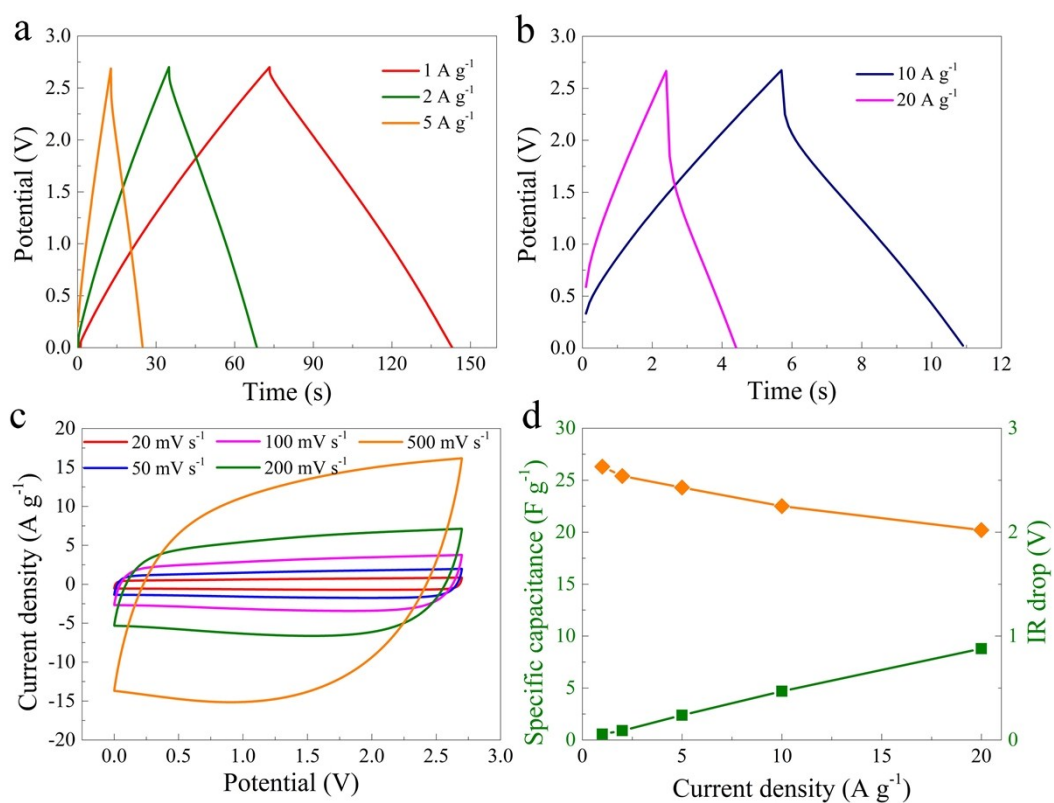 a
3.0
2.5
2.0
1.5
1.0
0.5
0.0
Potential (V)
1 A g⁻¹
2 A g⁻¹
5 A g⁻¹
0 30 60 90 120 150
Time (s)
b
3.0
2.5
2.0
1.5
1.0
0.5
0.0
Potential (V)
10 A g⁻¹
20 A g⁻¹
0 2 4 6 8 10 12
Time (s)
c
20
15
10
5
0
-5
-10
-15
-20
Current density (A g⁻¹)
20 mV s⁻¹ 100 mV s⁻¹ 500 mV s⁻¹
50 mV s⁻¹ 200 mV s⁻¹
0.0 0.5 1.0 1.5 2.0 2.5 3.0
Potential (V)
d
30
25
20
15
10
5
0
Specific capacitance (F g⁻¹)
3
2
1
0
IR drop (V)
0 5 10 15 20
Current density (A g⁻¹)